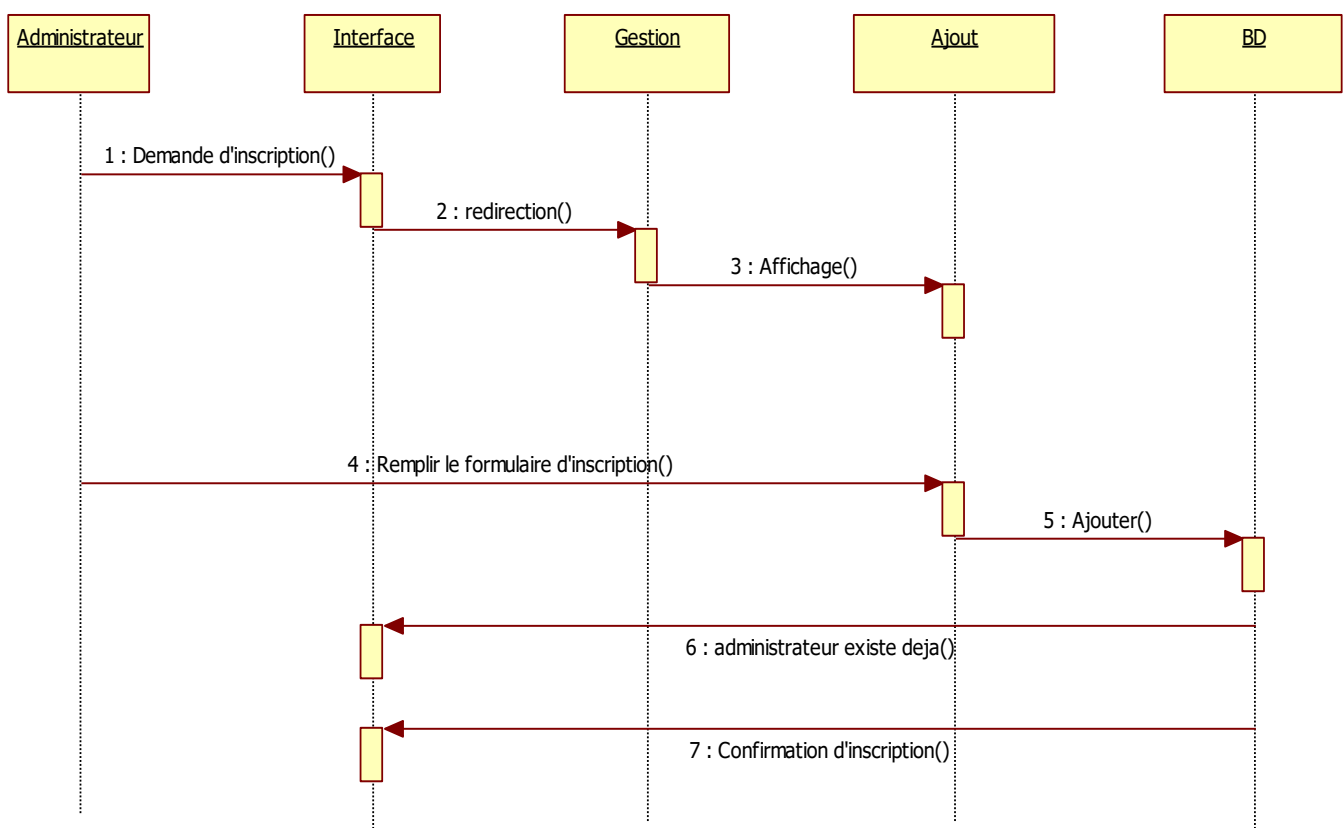 Administrateur
Interface
Gestion
Ajout
BD
1 : Demande d'inscription()
2 : redirection()
3 : Affichage()
4 : Remplir le formulaire d'inscription()
5 : Ajouter()
6 : administrateur existe deja()
7 : Confirmation d'inscription()